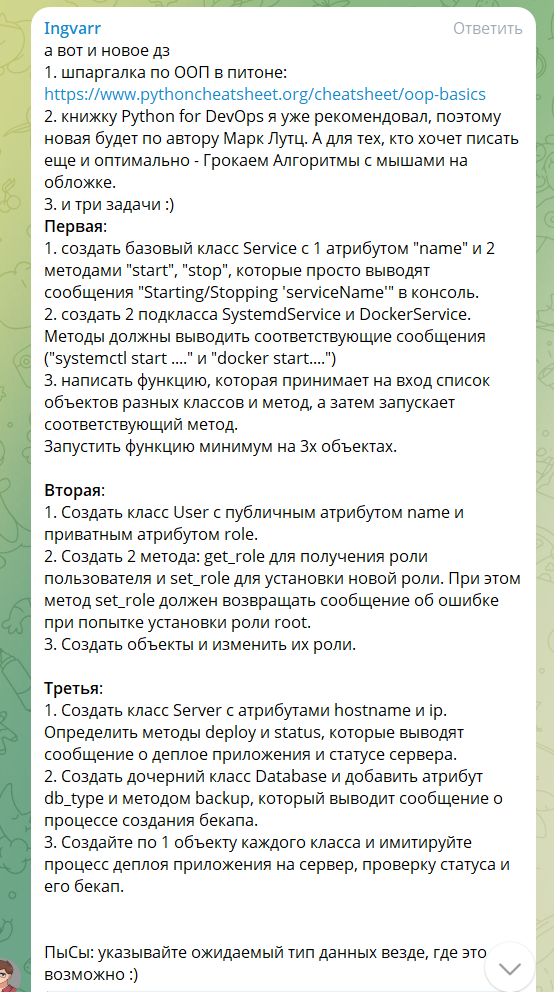 Ingvarr Ответить
а вот и новое дз
1. шпаргалка по ООП в питоне:
https://www.pythoncheatsheet.org/cheatsheet/oop-basics
2. книжку Python for DevOps я уже рекомендовал, поэтому
новая будет по автору Марк Лутц. А для тех, кто хочет писать
еще и оптимально - Грокаем Алгоритмы с мышами на
обложке.
3. и три задачи :)
Первая:
1. создать базовый класс Service с 1 атрибутом "name" и 2
методами "start", "stop", которые просто выводят
сообщения "Starting/Stopping 'serviceName'" в консоль.
2. создать 2 подкласса SystemdService и DockerService.
Методы должны выводить соответствующие сообщения
("systemctl start ...." и "docker start....")
3. написать функцию, которая принимает на вход список
объектов разных классов и метод, а затем запускает
соответствующий метод.
Запустить функцию минимум на 3х объектах.
Вторая:
1. Создать класс User с публичным атрибутом name и
приватным атрибутом role.
2. Создать 2 метода: get_role для получения роли
пользователя и set_role для установки новой роли. При этом
метод set_role должен возвращать сообщение об ошибке
при попытке установки роли root.
3. Создать объекты и изменить их роли.
Третья:
1. Создать класс Server с атрибутами hostname и ip.
Определить методы deploy и status, которые выводят
сообщение о деплое приложения и статусе сервера.
2. Создать дочерний класс Database и добавить атрибут
db_type и методом backup, который выводит сообщение о
процессе создания бекапа.
3. Создайте по 1 объекту каждого класса и имитируйте
процесс деплоя приложения на сервер, проверку статуса и
его бекап.
ПыСы: указывайте ожидаемый тип данных везде, где это
возможно :)